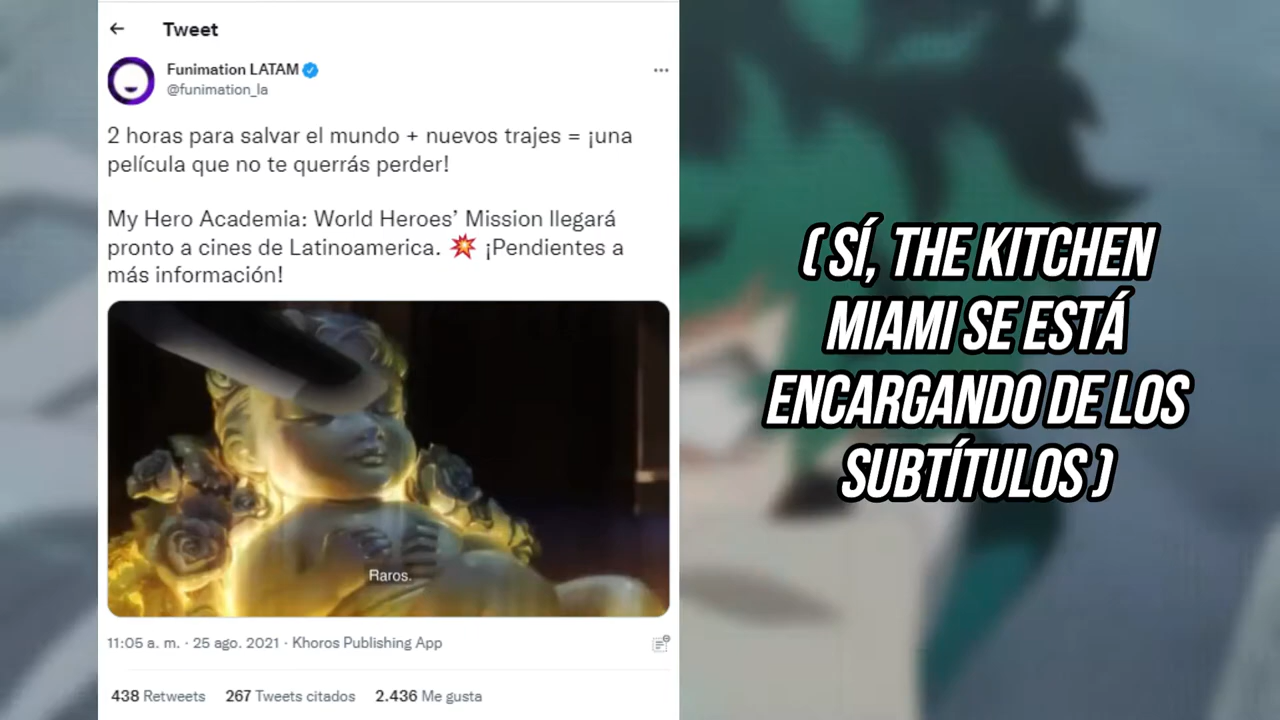 Tweet
Funimation LATAM
@funimation_la
2 horas para salvar el mundo + nuevos trajes = ¡una
película que no te querrás perder!
My Hero Academia: World Heroes’ Mission llegará
pronto a cines de Latinoamerica. 💥 ¡Pendientes a
más información!
Raros.
11:05 a. m. · 25 ago. 2021 · Khoros Publishing App
438 Retweets 267 Tweets citados 2.436 Me gusta
( SÍ, THE KITCHEN
MIAMI SE ESTÁ
ENCARGANDO DE LOS
SUBTÍTULOS )